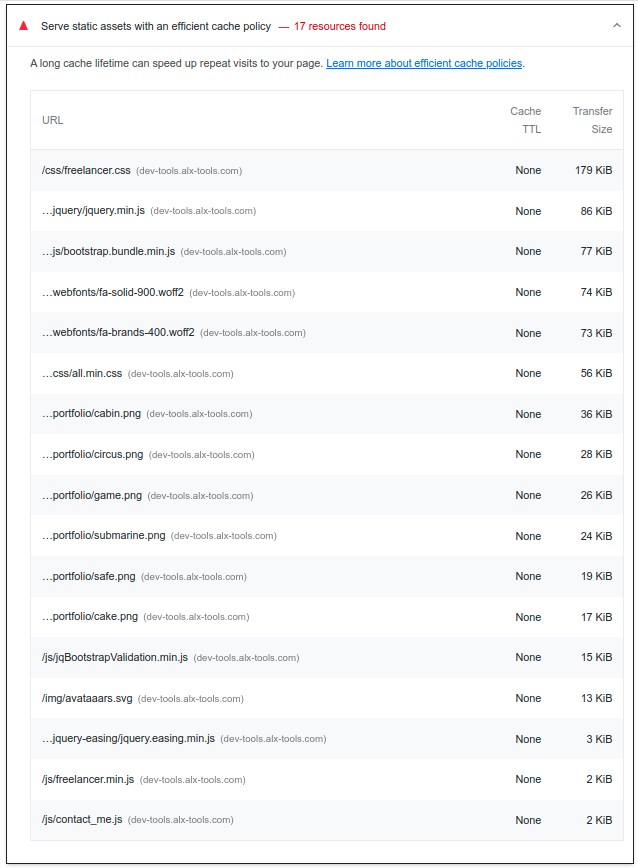 Serve static assets with an efficient cache policy — 17 resources found
A long cache lifetime can speed up repeat visits to your page. Learn more about efficient cache policies.
URL Cache TTL Transfer Size
/css/freelancer.css (dev-tools.alx-tools.com) None 179 KiB
…jquery/jquery.min.js (dev-tools.alx-tools.com) None 86 KiB
…js/bootstrap.bundle.min.js (dev-tools.alx-tools.com) None 77 KiB
…webfonts/fa-solid-900.woff2 (dev-tools.alx-tools.com) None 74 KiB
…webfonts/fa-brands-400.woff2 (dev-tools.alx-tools.com) None 73 KiB
…css/all.min.css (dev-tools.alx-tools.com) None 56 KiB
…portfolio/cabin.png (dev-tools.alx-tools.com) None 36 KiB
…portfolio/circus.png (dev-tools.alx-tools.com) None 28 KiB
…portfolio/game.png (dev-tools.alx-tools.com) None 26 KiB
…portfolio/submarine.png (dev-tools.alx-tools.com) None 24 KiB
…portfolio/safe.png (dev-tools.alx-tools.com) None 19 KiB
…portfolio/cake.png (dev-tools.alx-tools.com) None 17 KiB
/js/jqBootstrapValidation.min.js (dev-tools.alx-tools.com) None 15 KiB
/img/avataaars.svg (dev-tools.alx-tools.com) None 13 KiB
…jquery-easing/jquery.easing.min.js (dev-tools.alx-tools.com) None 3 KiB
/js/freelancer.min.js (dev-tools.alx-tools.com) None 2 KiB
/js/contact_me.js (dev-tools.alx-tools.com) None 2 KiB